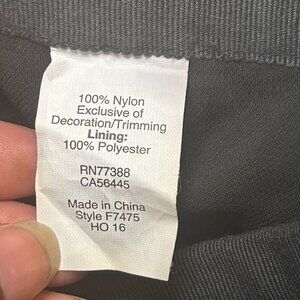 100% Nylon
Exclusive of
Decoration/Trimming
Lining:
100% Polyester
RN77388
CA56445
Made in China
Style F7475
HO 16